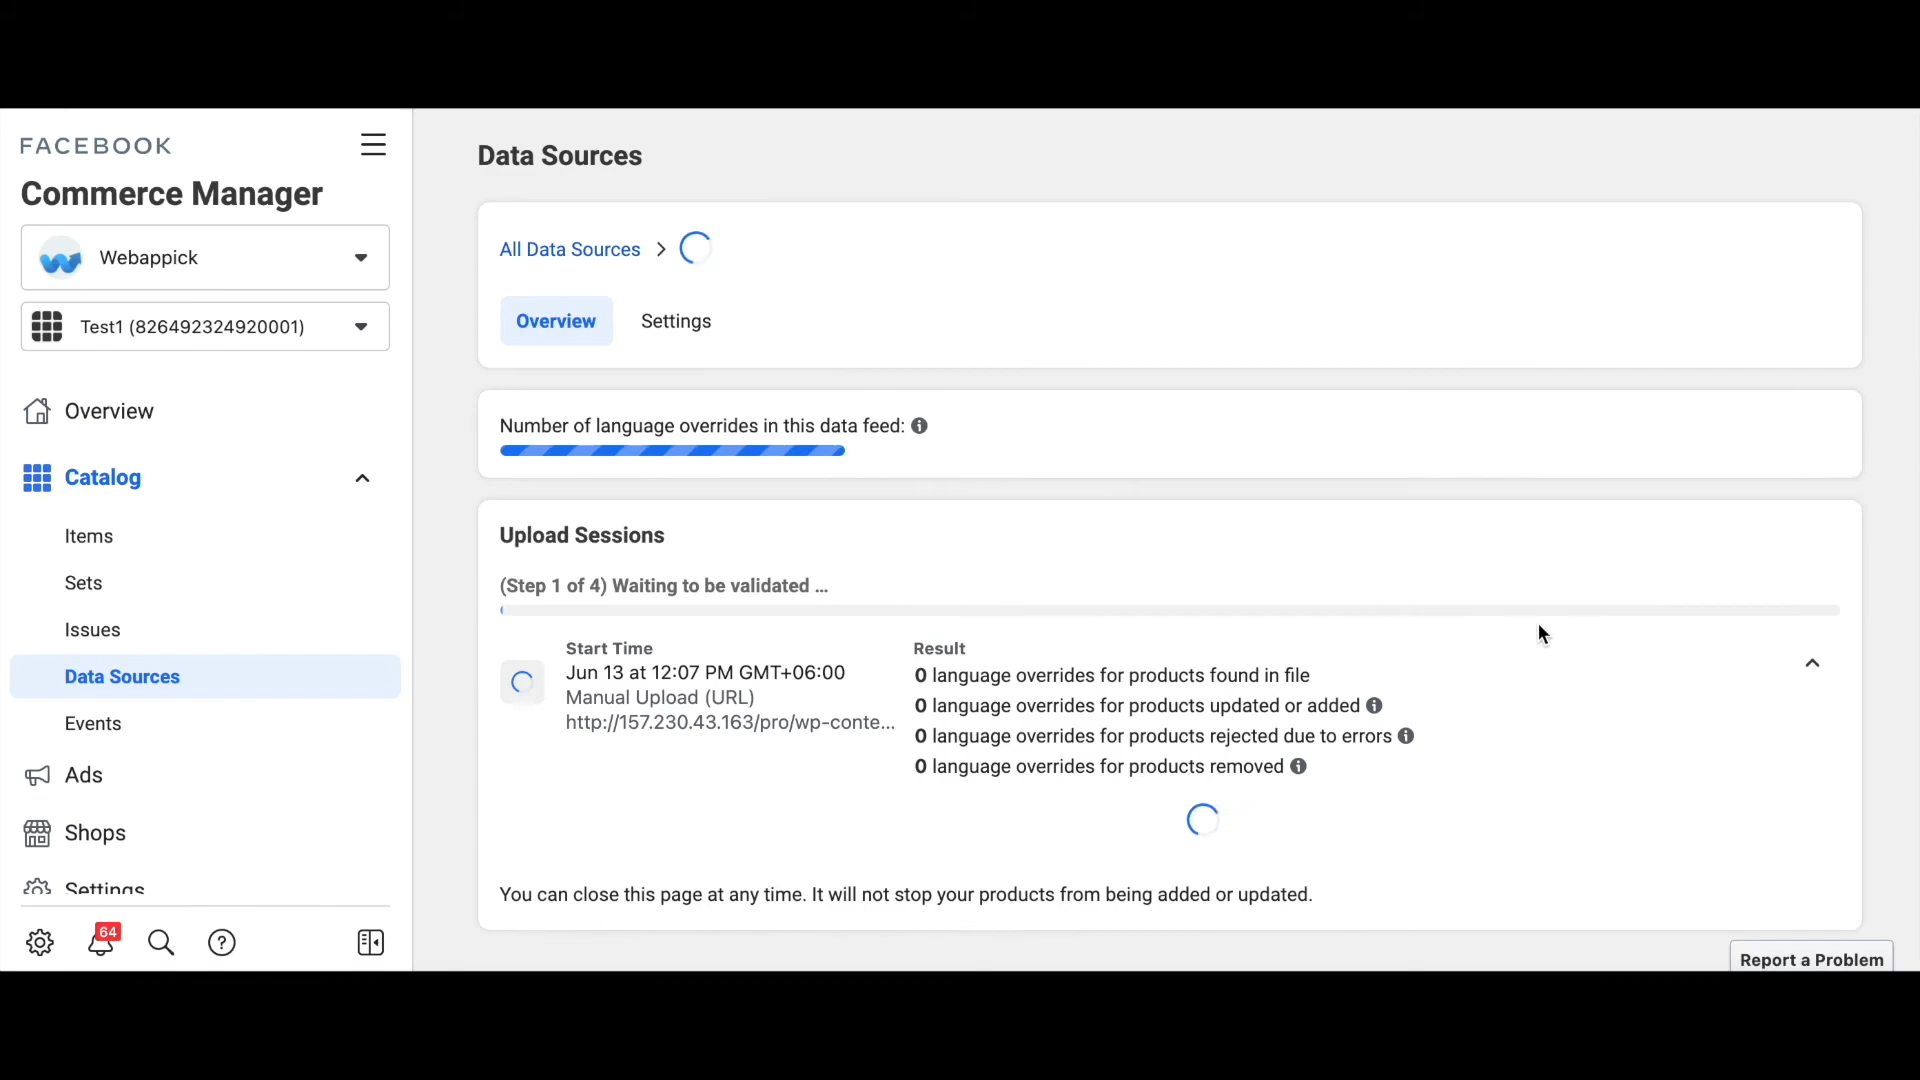 FACEBOOK
Commerce Manager
Webappick
Test1 (826492324920001)
Overview
Catalog
Items
Sets
Issues
Data Sources
Events
Ads
Shops
Settings
64
Data Sources
All Data Sources
Overview
Settings
Number of language overrides in this data feed:
Upload Sessions
(Step 1 of 4) Waiting to be validated ...
Start Time
Jun 13 at 12:07 PM GMT+06:00
Manual Upload (URL)
http://157.230.43.163/pro/wp-conte...
Result
0 language overrides for products found in file
0 language overrides for products updated or added
0 language overrides for products rejected due to errors
0 language overrides for products removed
You can close this page at any time. It will not stop your products from being added or updated.
Report a Problem